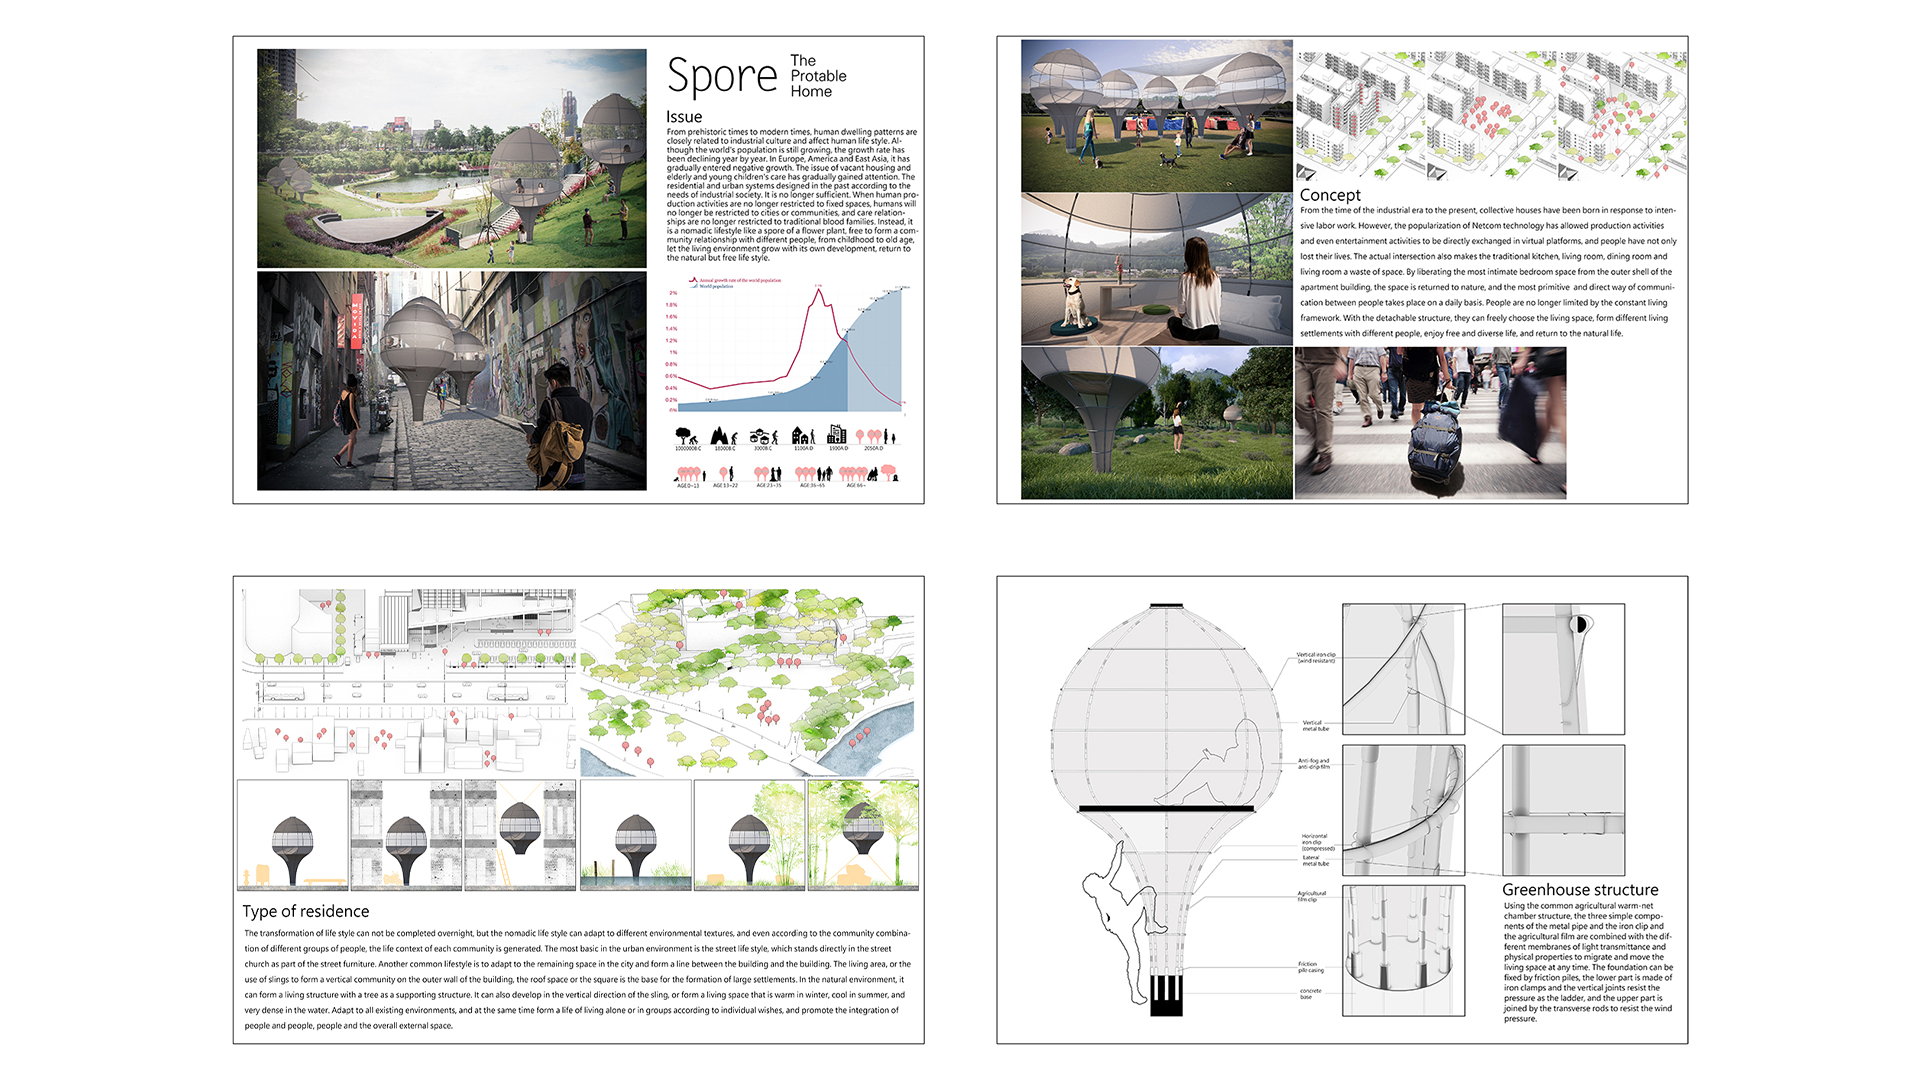 Spore
The
Protable
Home
Issue
From prehistoric times to modern times, human dwelling patterns are
closely related to industrial culture and affect human life style. Al-
though the world's population is still growing, the growth rate has
been declining year by year. In Europe, America and East Asia, it has
gradually entered negative growth. The issue of vacant housing and
elderly and young children's care has gradually gained attention. The
residential and urban systems designed in the past according to the
needs of industrial society. It is no longer sufficient. When human pro-
duction activities are no longer restricted to fixed spaces, humans will
no longer be restricted to cities or communities, and care relation-
ships are no longer restricted to traditional blood families. Instead, it
is a nomadic lifestyle like a spore of a flower plant, free to form a com-
munity relationship with different people, from childhood to old age,
let the living environment grow with its own development, return to
the natural but free life style.
Annual growth rate of the world population
World population
2%
1.8%
1.6%
1.4%
1.2%
1%
0.8%
0.6%
0.4%
0.2%
0%
10000008.C 18000B.C 3000B.C 1100A.D 1900A.D 2050A.D
AGE0~13 AGE13~22 AGE23~35 AGE36~65 AGE66~
Concept
From the time of the industrial era to the present, collective houses have been born in response to inten-
sive labor work. However, the popularization of Netcom technology has allowed production activities
and even entertainment activities to be directly exchanged in virtual platforms, and people have not only
lost their lives. The actual intersection also makes the traditional kitchen, living room, dining room and
living room a waste of space. By liberating the most intimate bedroom space from the outer shell of the
apartment building, the space is returned to nature, and the most primitive and direct way of communi-
cation between people takes place on a daily basis. People are no longer limited by the constant living
framework. With the detachable structure, they can freely choose the living space, form different living
settlements with different people, enjoy free and diverse life, and return to the natural life.
Type of residence
The transformation of life style can not be completed overnight, but the nomadic life style can adapt to different environmental textures, and even according to the community combina-
tion of different groups of people, the life context of each community is generated. The most basic in the urban environment is the street life style, which stands directly in the street
church as part of the street furniture. Another common lifestyle is to adapt to the remaining space in the city and form a line between the building and the building. The living area, or the
use of slings to form a vertical community on the outer wall of the building, the roof space or the square is the base for the formation of large settlements. In the natural environment, it
can form a living structure with a tree as a supporting structure. It can also develop in the vertical direction of the sling, or form a living space that is warm in winter, cool in summer, and
very dense in the water. Adapt to all existing environments, and at the same time form a life of living alone or in groups according to individual wishes, and promote the integration of
people and people, people and the overall external space.
Vertical iron clip
(wind resistant)
Vertical
metal tube
Anti-fog and
anti-drip film
Horizontal
iron clip
(compressed)
Lateral
metal tube
Agricultural
film clip
Friction
pile casing
concrete
base
Greenhouse structure
Using the common agricultural warm-net
chamber structure, the three simple compo-
nents of the metal pipe and the iron clip and
the agricultural film are combined with the dif-
ferent membranes of light transmittance and
physical properties to migrate and move the
living space at any time. The foundation can be
fixed by friction piles, the lower part is made of
iron clamps and the vertical joints resist the
pressure as the ladder, and the upper part is
joined by the transverse rods to resist the wind
pressure.